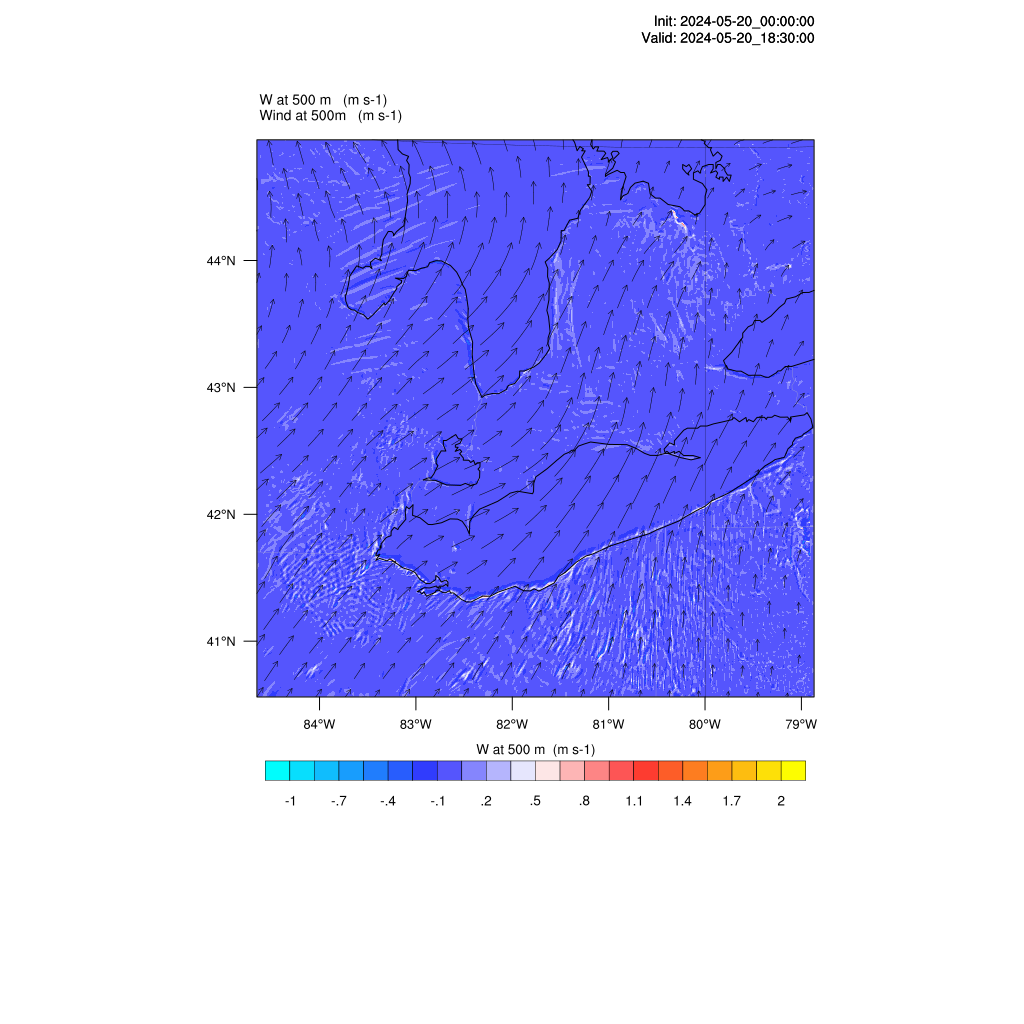 Init: 2024-05-20_00:00:00
Valid: 2024-05-20_18:30:00
W at 500 m (m s-1)
Wind at 500m (m s-1)
44°N
43°N
42°N
41°N
84°W 83°W 82°W 81°W 80°W 79°W
W at 500 m (m s-1)
-1 -.7 -.4 -.1 .2 .5 .8 1.1 1.4 1.7 2